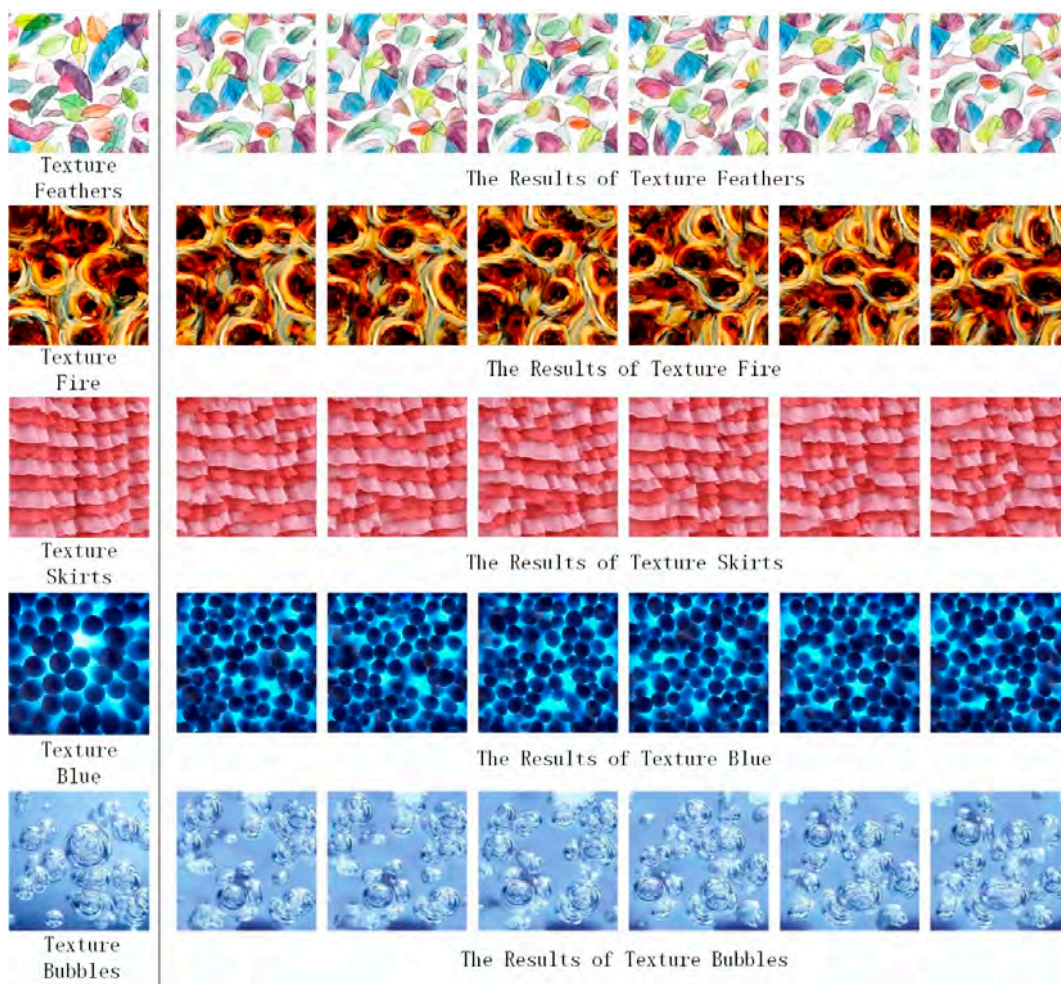 Texture
Feathers
The Results of Texture Feathers
Texture
Fire
The Results of Texture Fire
Texture
Skirts
The Results of Texture Skirts
Texture
Blue
The Results of Texture Blue
Texture
Bubbles
The Results of Texture Bubbles